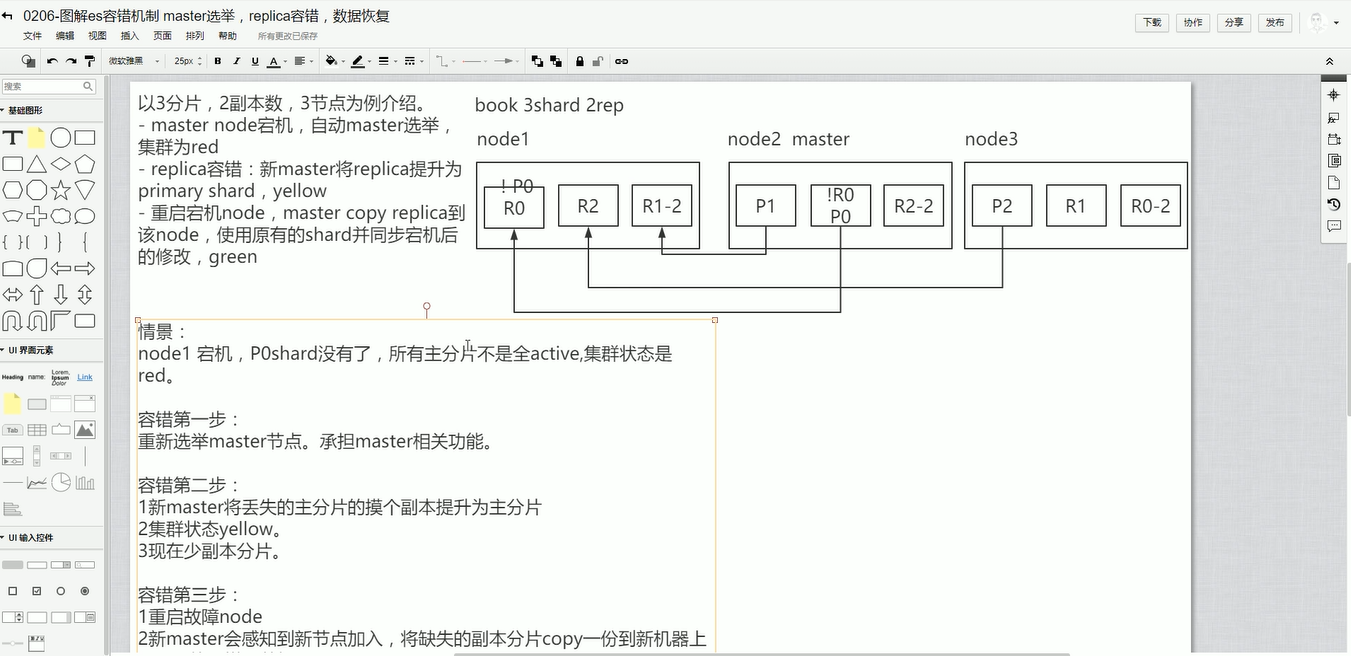 0206-图解es容错机制 master选举，replica容错，数据恢复
文件 编辑 视图 插入 页面 排列 帮助 所有更改已保存
下载 协作 分享 发布
微软雅黑 25px B I U A
搜索
基础图形
T
UI 界面元素
Heading name: Lorem, Ipsum Dolor Link
Tab
UI 输入控件
以3分片，2副本数，3节点为例介绍。
- master node宕机，自动master选举，
集群为red
- replica容错：新master将replica提升为
primary shard，yellow
- 重启宕机node，master copy replica到
该node，使用原有的shard并同步宕机后
的修改，green
book 3shard 2rep
node1
! P0
R0
R2
R1-2
node2 master
P1
!R0
P0
R2-2
node3
P2
R1
R0-2
情景：
node1 宕机，P0shard没有了，所有主分片不是全active,集群状态是
red。
容错第一步：
重新选举master节点。承担master相关功能。
容错第二步：
1新master将丢失的主分片的摸个副本提升为主分片
2集群状态yellow。
3现在少副本分片。
容错第三步：
1重启故障node
2新master会感知到新节点加入，将缺失的副本分片copy一份到新机器上